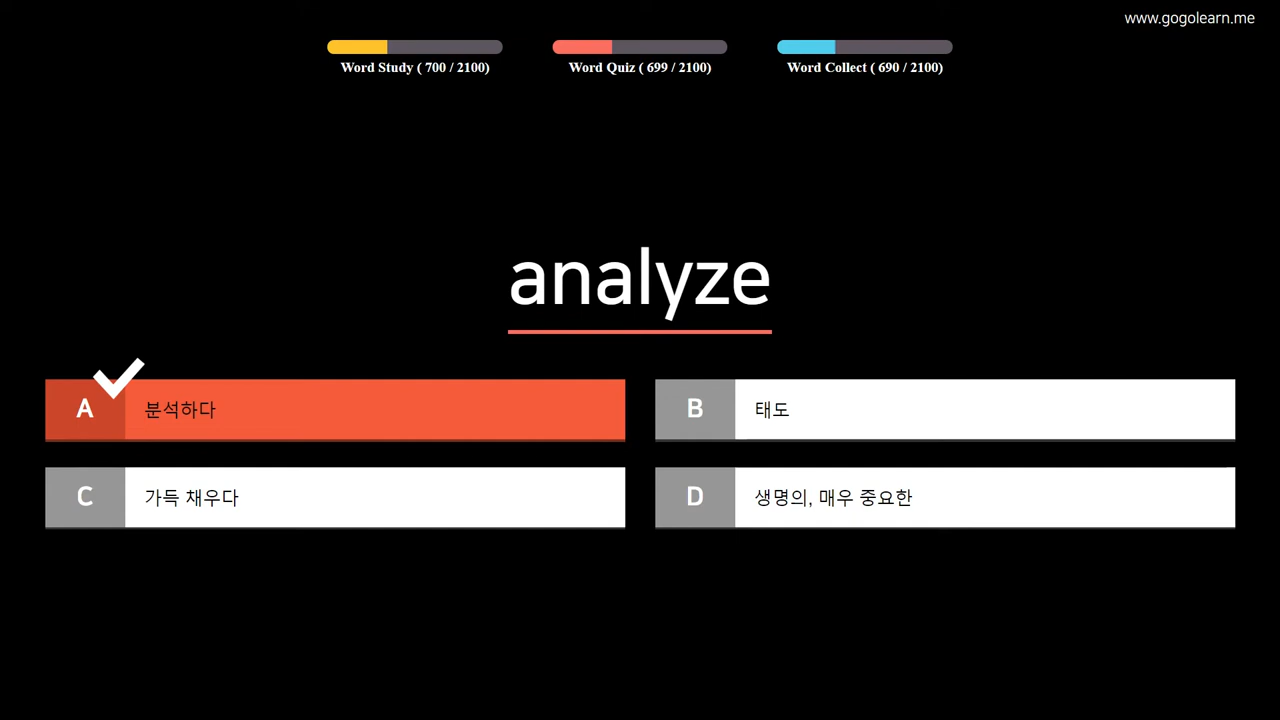 www.gogolearn.me
Word Study ( 700 / 2100)
Word Quiz ( 699 / 2100)
Word Collect ( 690 / 2100)
analyze
A 분석하다
B 태도
C 가득 채우다
D 생명의, 매우 중요한